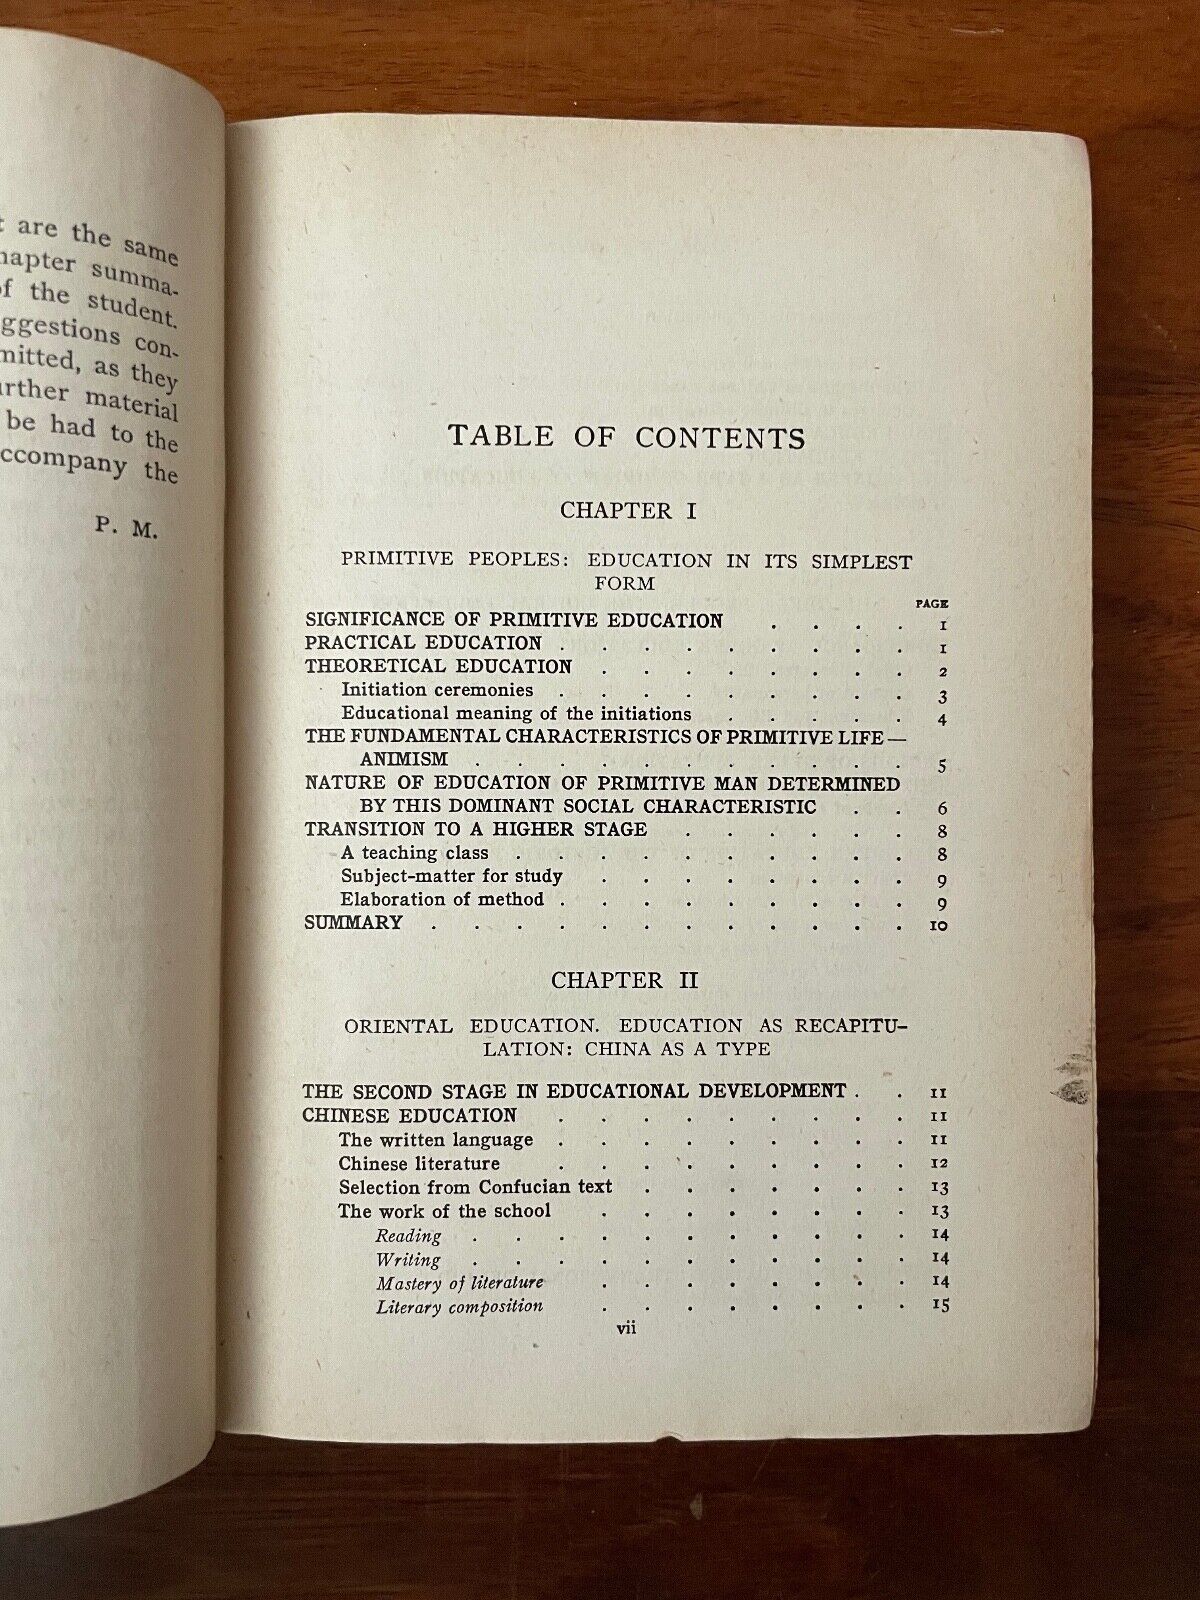 are the same
summa-
of the student.
con-
as they
material
be had to the
the
P. M.
TABLE OF CONTENTS
CHAPTER I
PRIMITIVE PEOPLES: EDUCATION IN ITS SIMPLEST
FORM
PAGE
SIGNIFICANCE OF PRIMITIVE EDUCATION . . . . 1
PRACTICAL EDUCATION . . . . . . . . . 1
THEORETICAL EDUCATION . . . . . . . . 2
Initiation ceremonies . . . . . . . . . 3
Educational meaning of the initiations . . . . . 4
THE FUNDAMENTAL CHARACTERISTICS OF PRIMITIVE LIFE—
ANIMISM . . . . . . . . . . . 5
NATURE OF EDUCATION OF PRIMITIVE MAN DETERMINED
BY THIS DOMINANT SOCIAL CHARACTERISTIC . . 6
TRANSITION TO A HIGHER STAGE . . . . . . 8
A teaching class . . . . . . . . . . 8
Subject-matter for study . . . . . . . . 9
Elaboration of method . . . . . . . . . 9
SUMMARY . . . . . . . . . . . . 10
CHAPTER II
ORIENTAL EDUCATION. EDUCATION AS RECAPITU-
LATION: CHINA AS A TYPE
THE SECOND STAGE IN EDUCATIONAL DEVELOPMENT . . 11
CHINESE EDUCATION . . . . . . . . . 11
The written language . . . . . . . . . 11
Chinese literature . . . . . . . . . 12
Selection from Confucian text . . . . . . . 13
The work of the school . . . . . . . . 13
Reading . . . . . . . . . . . 14
Writing . . . . . . . . . . . 14
Mastery of literature . . . . . . . . 14
Literary composition . . . . . . . . 15
vii